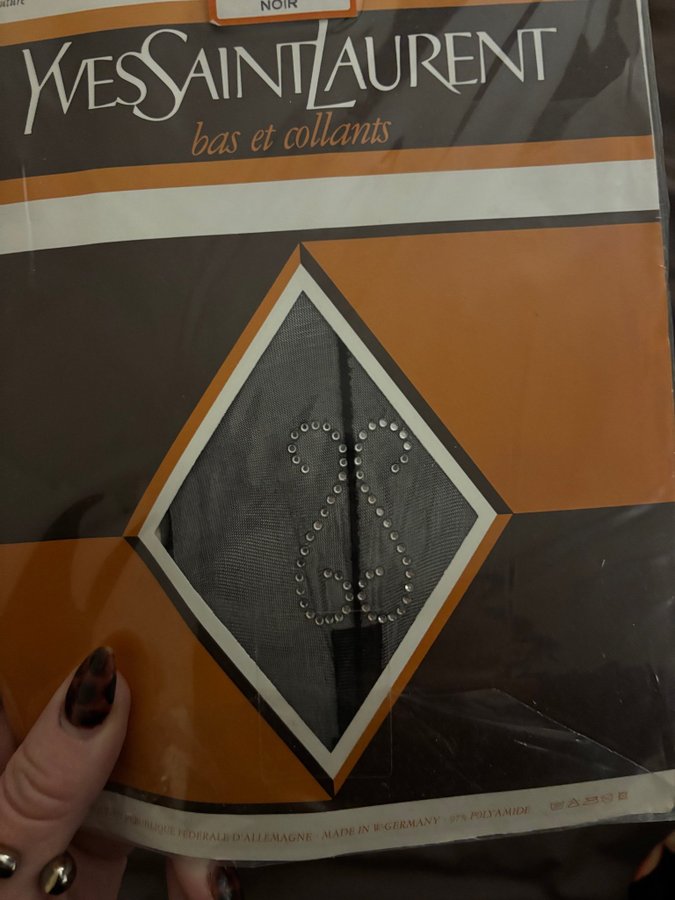 NOIR
YVESSAINTLAURENT
bas et collants
RÉPUBLIQUE FÉDÉRALE D'ALLEMAGNE · MADE IN W-GERMANY · 97% POLYAMIDE